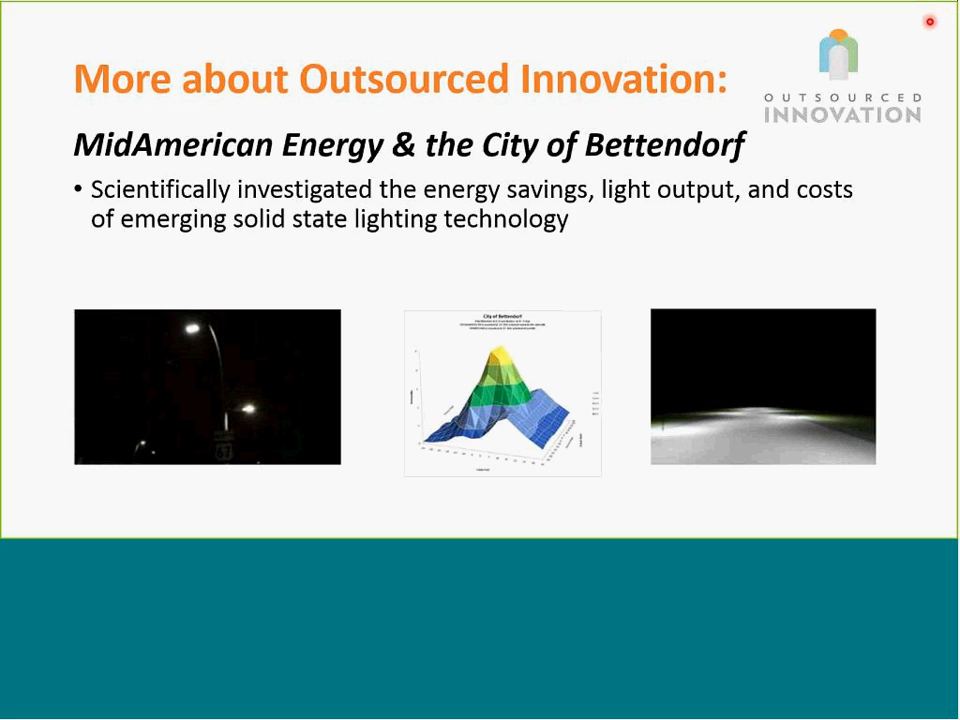 More about Outsourced Innovation:
OUTSOURCED
INNOVATION
MidAmerican Energy & the City of Bettendorf
• Scientifically investigated the energy savings, light output, and costs
of emerging solid state lighting technology
City of Bettendorf